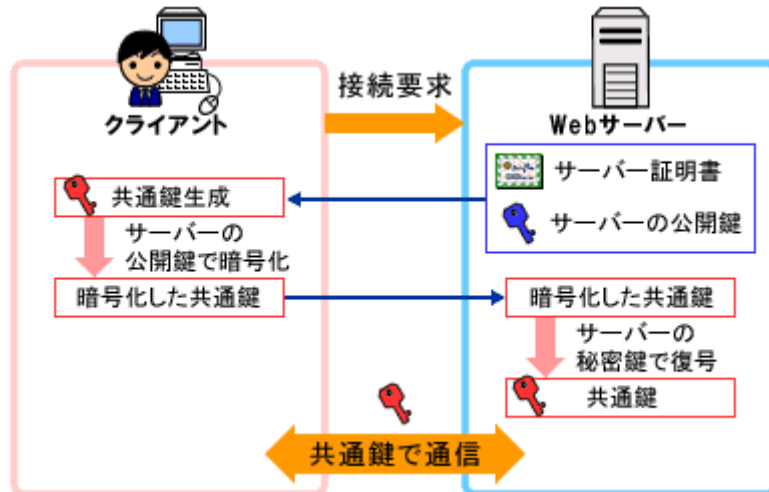 接続要求
クライアント
Webサーバー
サーバー証明書
サーバーの公開鍵
共通鍵生成
サーバーの
公開鍵で暗号化
暗号化した共通鍵
暗号化した共通鍵
サーバーの
秘密鍵で復号
共通鍵
共通鍵で通信